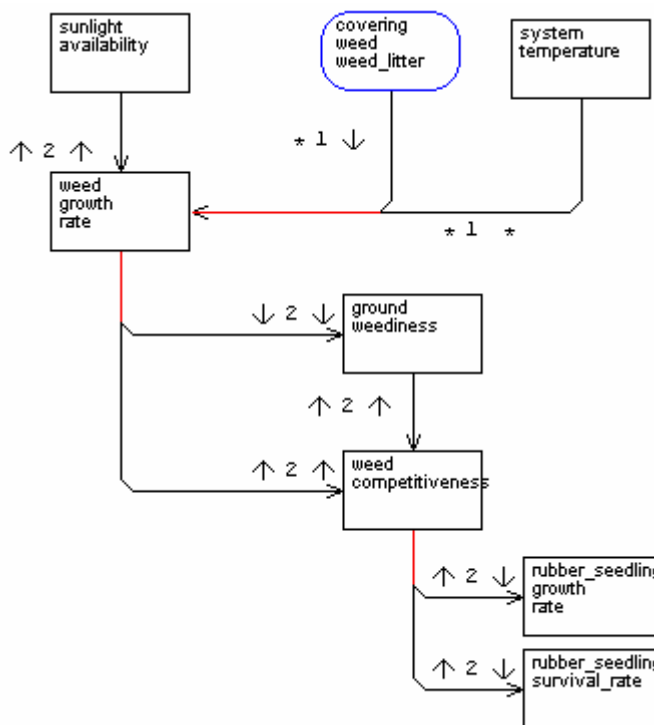 sunlight
availability
covering
weed
weed_litter
system
temperature
* 1 ↓
↑ 2 ↑
weed
growth
rate
* 1 *
↓ 2 ↓
ground
weediness
↑ 2 ↑
↑ 2 ↑
weed
competitiveness
↑ 2 ↓
rubber_seedling
growth
rate
↑ 2 ↓
rubber_seedling
survival_rate